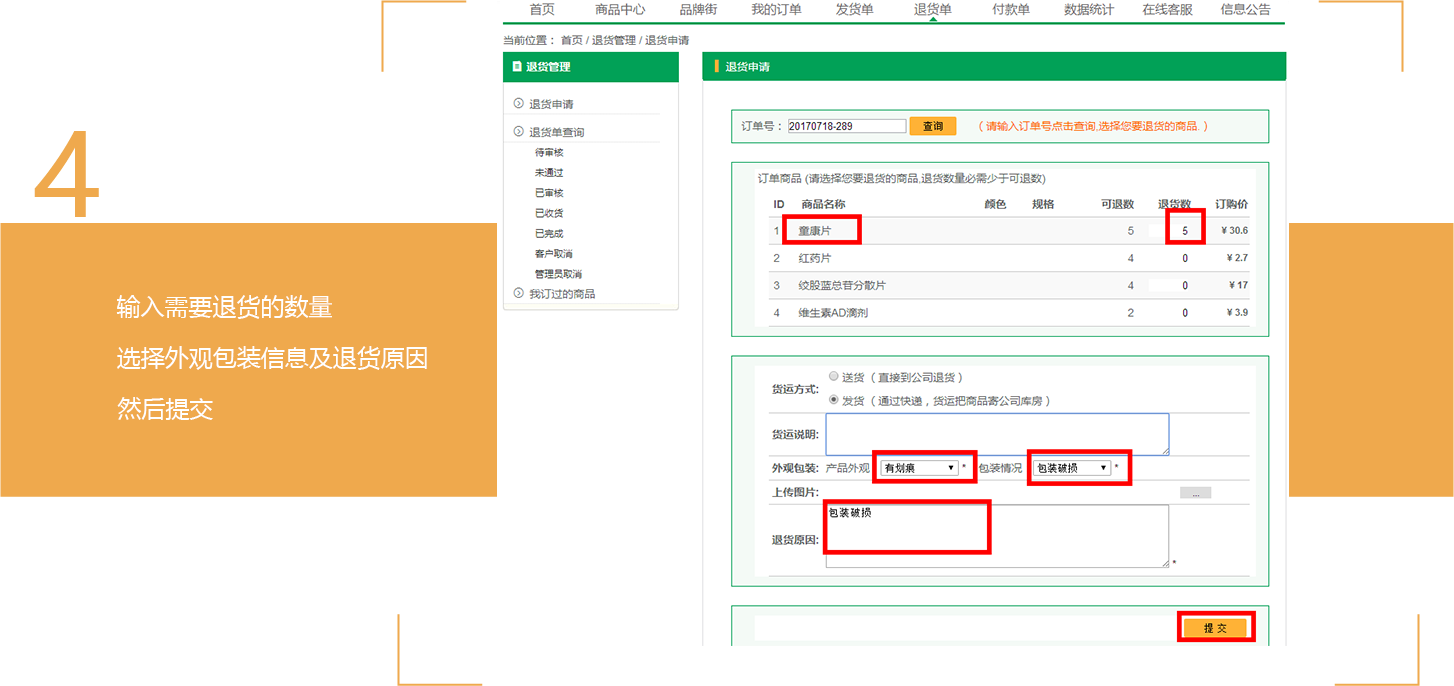 首页 商品中心 品牌街 我的订单 发货单 退货单 付款单 数据统计 在线客服 信息公告
当前位置： 首页 / 退货管理 / 退货申请
退货管理
退货申请
退货单查询
待审核
未通过
已审核
已收货
已完成
客户取消
管理员取消
我订过的商品
退货申请
订单号： 20170718-289 查询 （ 请输入订单号点击查询,选择您要退货的商品. ）
订单商品 (请选择您要退货的商品,退货数量必需少于可退数)
ID 商品名称 颜色 规格 可退数 退货数 订购价
1 童康片 5 5 ¥ 30.6
2 红药片 4 0 ¥ 2.7
3 绞股蓝总苷分散片 4 0 ¥ 17
4 维生素AD滴剂 2 0 ¥ 3.9
货运方式: 送货 （ 直接到公司退货 ）
发货 （ 通过快递，货运把商品寄公司库房 ）
货运说明:
外观包装: 产品外观 有划痕 * 包装情况 包装破损 *
上传图片: ...
退货原因: 包装破损 *
提 交
4
输入需要退货的数量
选择外观包装信息及退货原因
然后提交